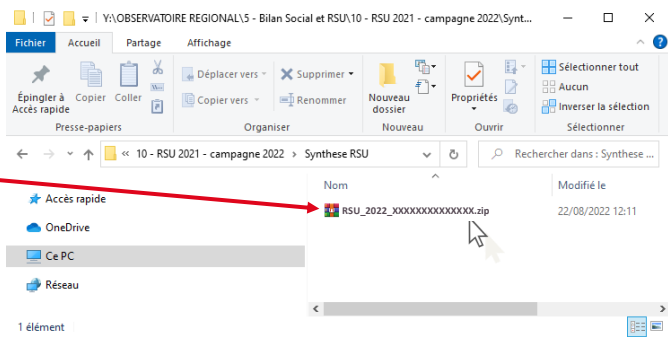 Y:\OBSERVATOIRE REGIONAL\5 - Bilan Social et RSU\10 - RSU 2021 - campagne 2022\Synt...
Fichier Accueil Partage Affichage
Épingler à Accès rapide
Copier
Coller
Déplacer vers
Copier vers
Supprimer
Renommer
Nouveau dossier
Propriétés
Sélectionner tout
Aucun
Inverser la sélection
Presse-papiers Organiser Nouveau Ouvrir Sélectionner
« 10 - RSU 2021 - campagne 2022 › Synthese RSU Rechercher dans : Synthese ...
Nom Modifié le
Accès rapide
RSU_2022_XXXXXXXXXXXXXX.zip 22/08/2022 12:11
OneDrive
Ce PC
Réseau
1 élément